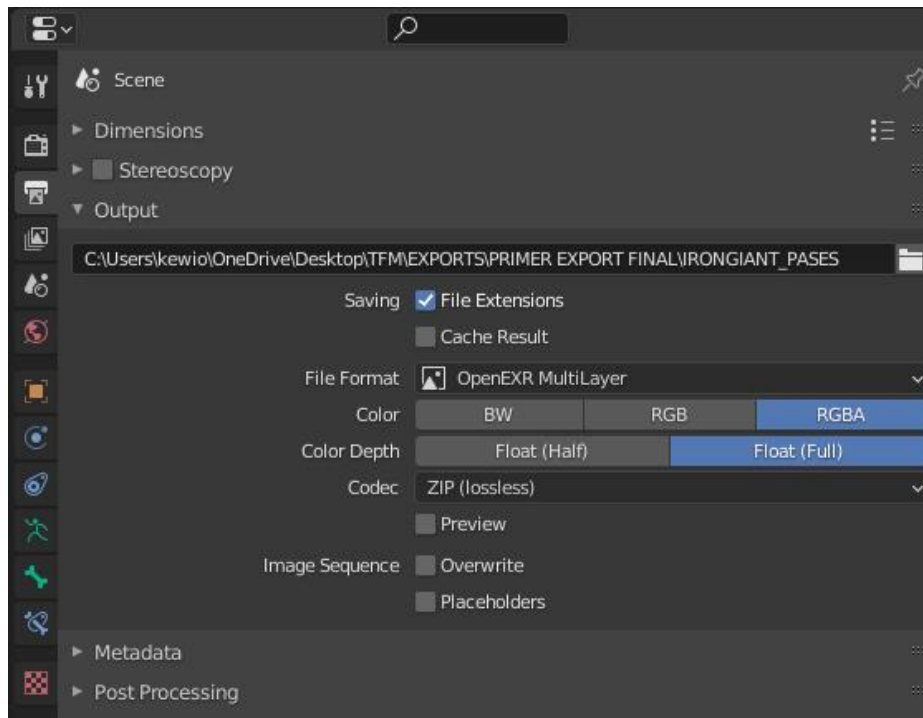 Scene
Dimensions
Stereoscopy
Output
C:\Users\kewio\OneDrive\Desktop\TFM\EXPORTS\PRIMER EXPORT FINAL\IRONGIANT_PASES
Saving File Extensions
Cache Result
File Format OpenEXR MultiLayer
Color BW RGB RGBA
Color Depth Float (Half) Float (Full)
Codec ZIP (lossless)
Preview
Image Sequence Overwrite
Placeholders
Metadata
Post Processing